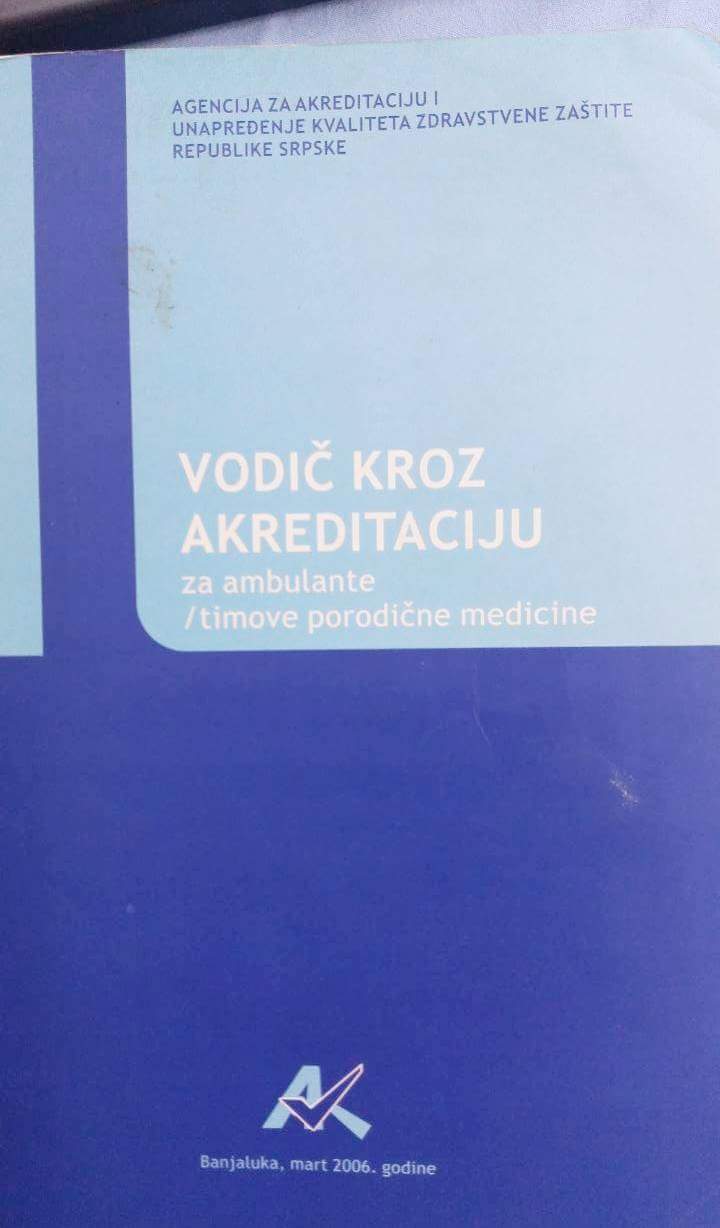 AGENCIJA ZA AKREDITACIJU I
UNAPREĐENJE KVALITETA ZDRAVSTVENE ZAŠTITE
REPUBLIKE SRPSKE
VODIČ KROZ
AKREDITACIJU
za ambulante
/timove porodične medicine
AK
Banjaluka, mart 2006. godine